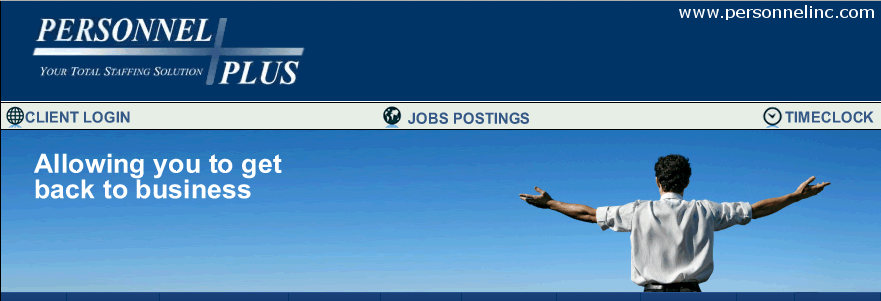 www.personnelinc.com
PERSONNEL
YOUR TOTAL STAFFING SOLUTION
PLUS
CLIENT LOGIN
JOBS POSTINGS
TIMECLOCK
Allowing you to get
back to business